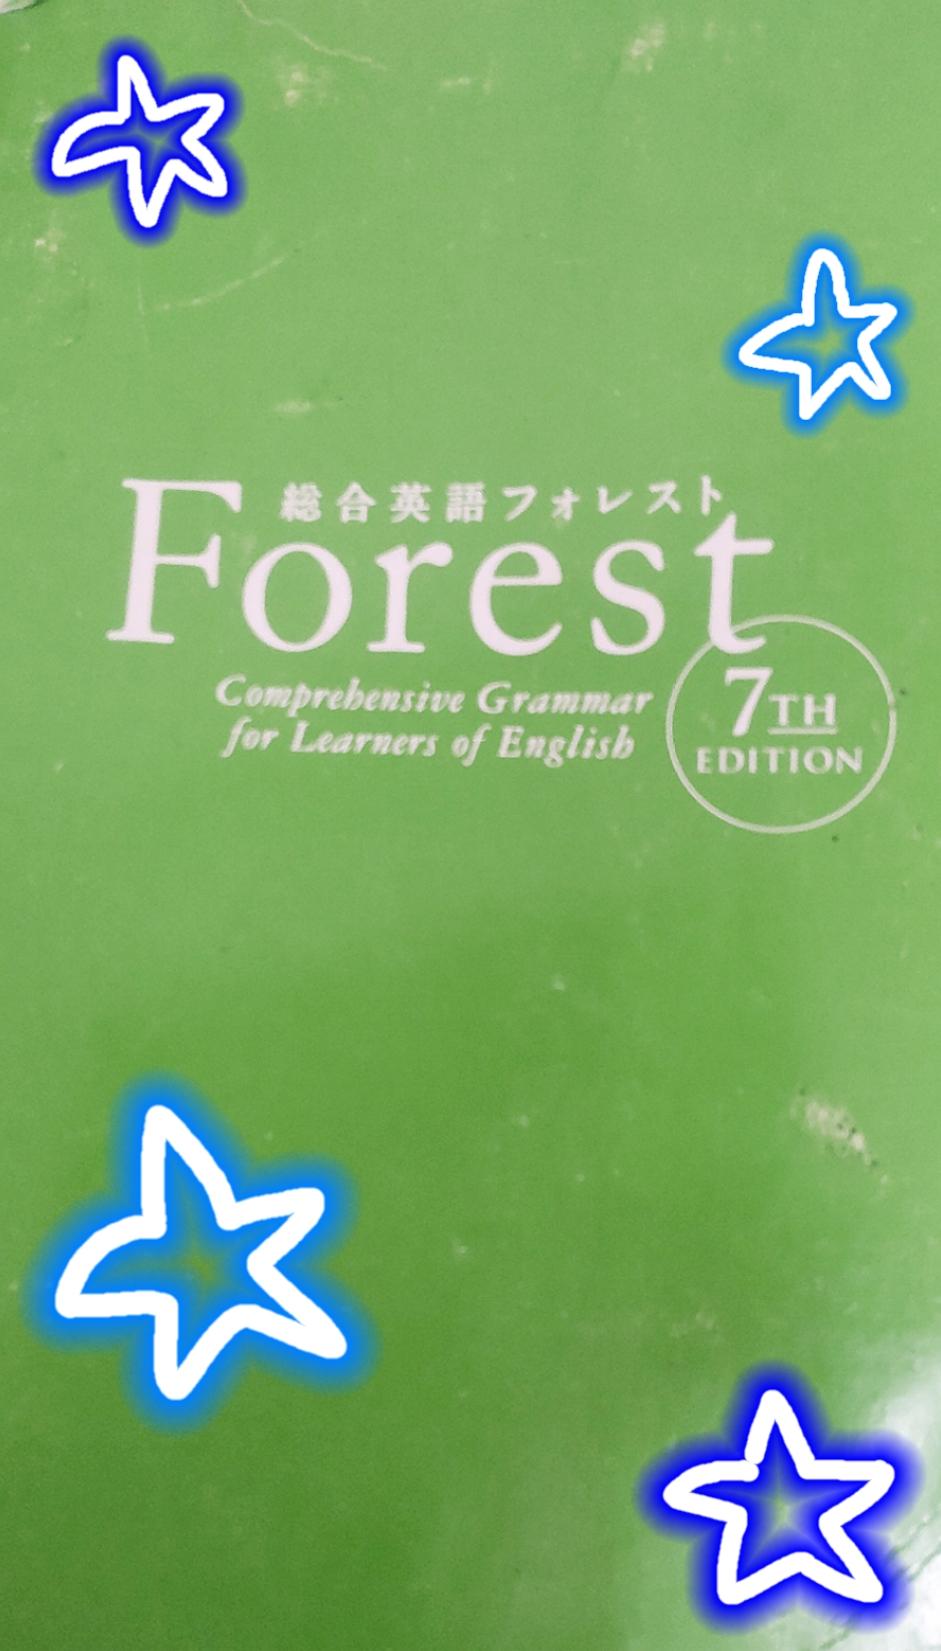 総合英語フォレスト
Forest
Comprehensive Grammar
for Learners of English
7TH
EDITION